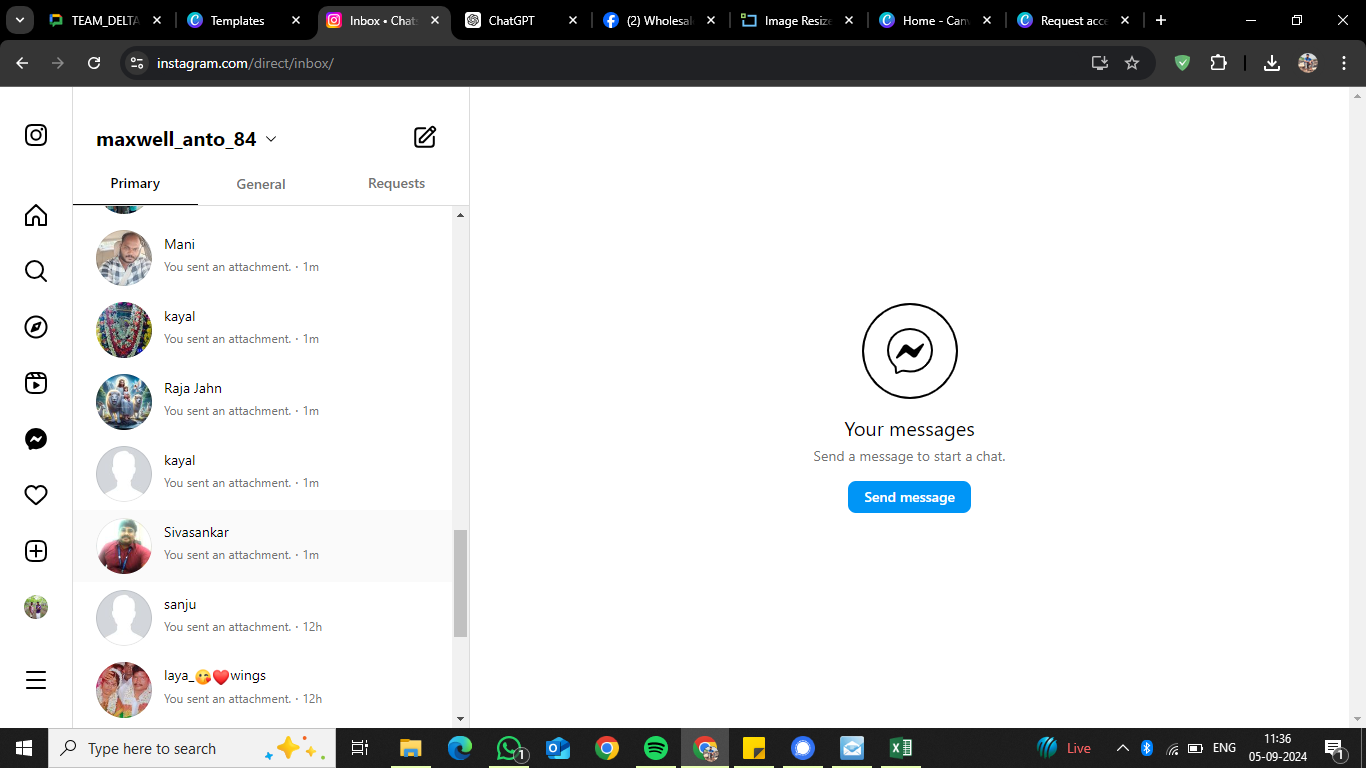 TEAM_DELTA
Templates
Inbox • Chats
ChatGPT
(2) Wholesale
Image Resize
Home - Can
Request acce
instagram.com/direct/inbox/
maxwell_anto_84
Primary
General
Requests
Mani
You sent an attachment. · 1m
kayal
You sent an attachment. · 1m
Raja Jahn
You sent an attachment. · 1m
kayal
You sent an attachment. · 1m
Sivasankar
You sent an attachment. · 1m
sanju
You sent an attachment. · 12h
laya_😘❤️wings
You sent an attachment. · 12h
Your messages
Send a message to start a chat.
Send message
Type here to search
1
Live
ENG
11:36
05-09-2024
1